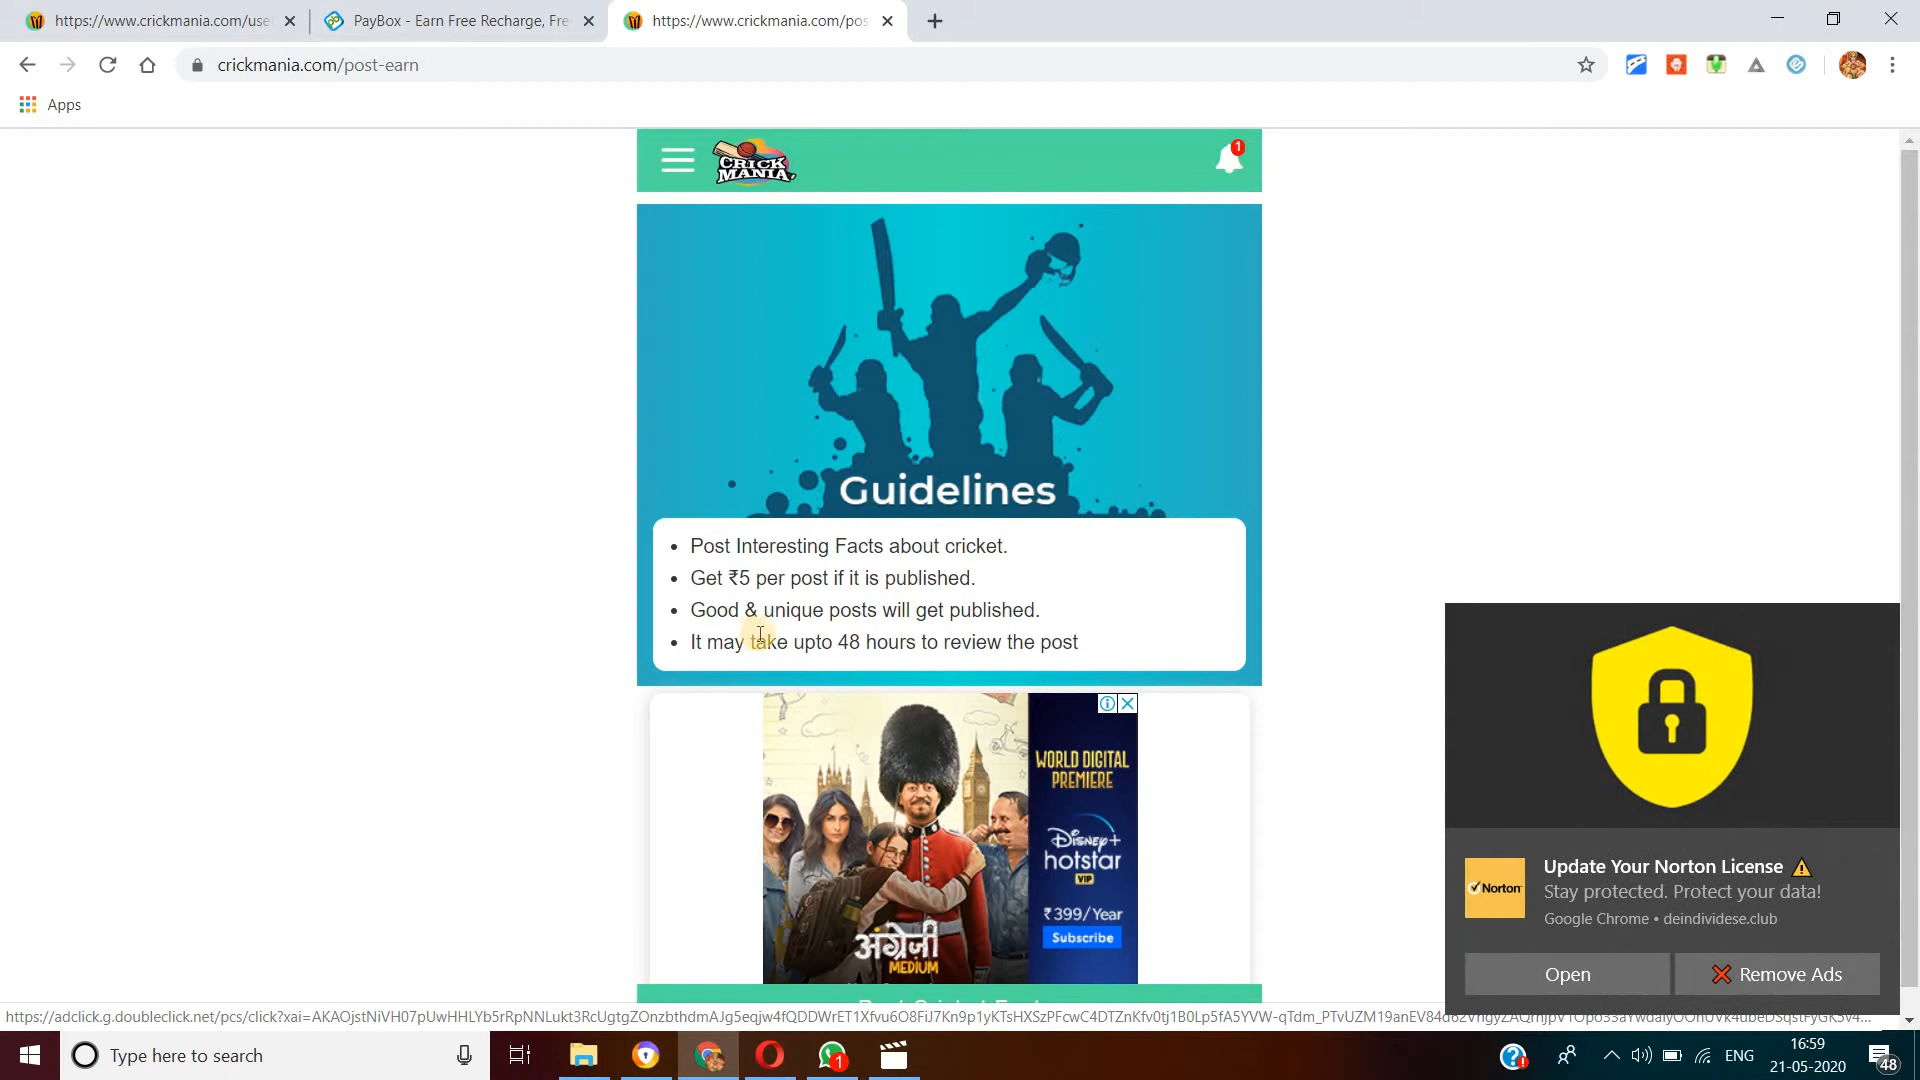 https://www.crickmania.com/use
PayBox - Earn Free Recharge, Fre
https://www.crickmania.com/pos
crickmania.com/post-earn
Apps
CRICK
MANIA
1
Guidelines
Post Interesting Facts about cricket.
Get ₹5 per post if it is published.
Good & unique posts will get published.
It may take upto 48 hours to review the post
WORLD DIGITAL
PREMIERE
Disney+
hotstar
VIP
₹399/Year
Subscribe
अंग्रेज़ी
MEDIUM
Norton
Update Your Norton License
Stay protected. Protect your data!
Google Chrome • deindividese.club
Open
Remove Ads
Type here to search
1
ENG
16:59
21-05-2020
48